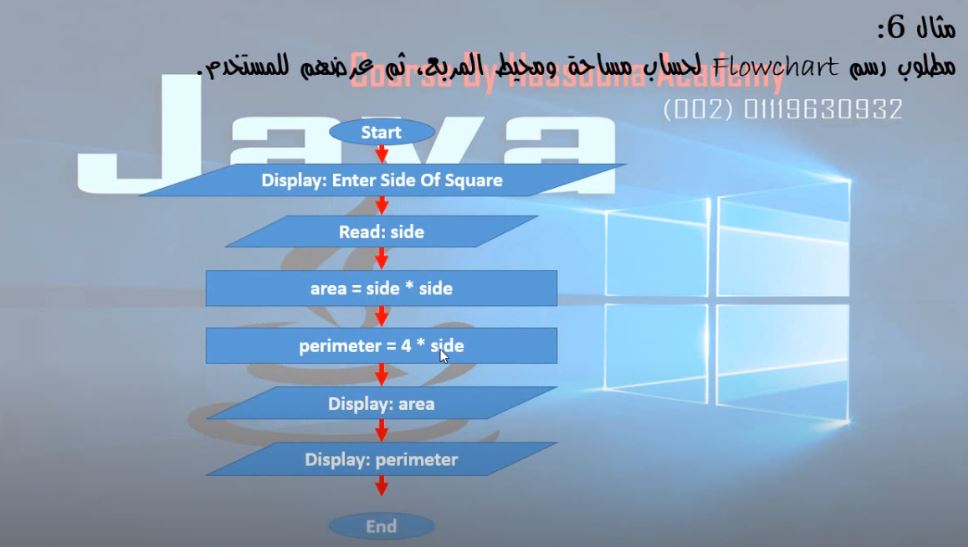 مثال 6:
مطلوب رسم Flowchart لحساب مساحة ومحيط المربع، ثم عرضهم للمستخدم.
Course By Hassouna Academy
(002) 01119630932
Java
Start
Display: Enter Side Of Square
Read: side
area = side * side
perimeter = 4 * side
Display: area
Display: perimeter
End